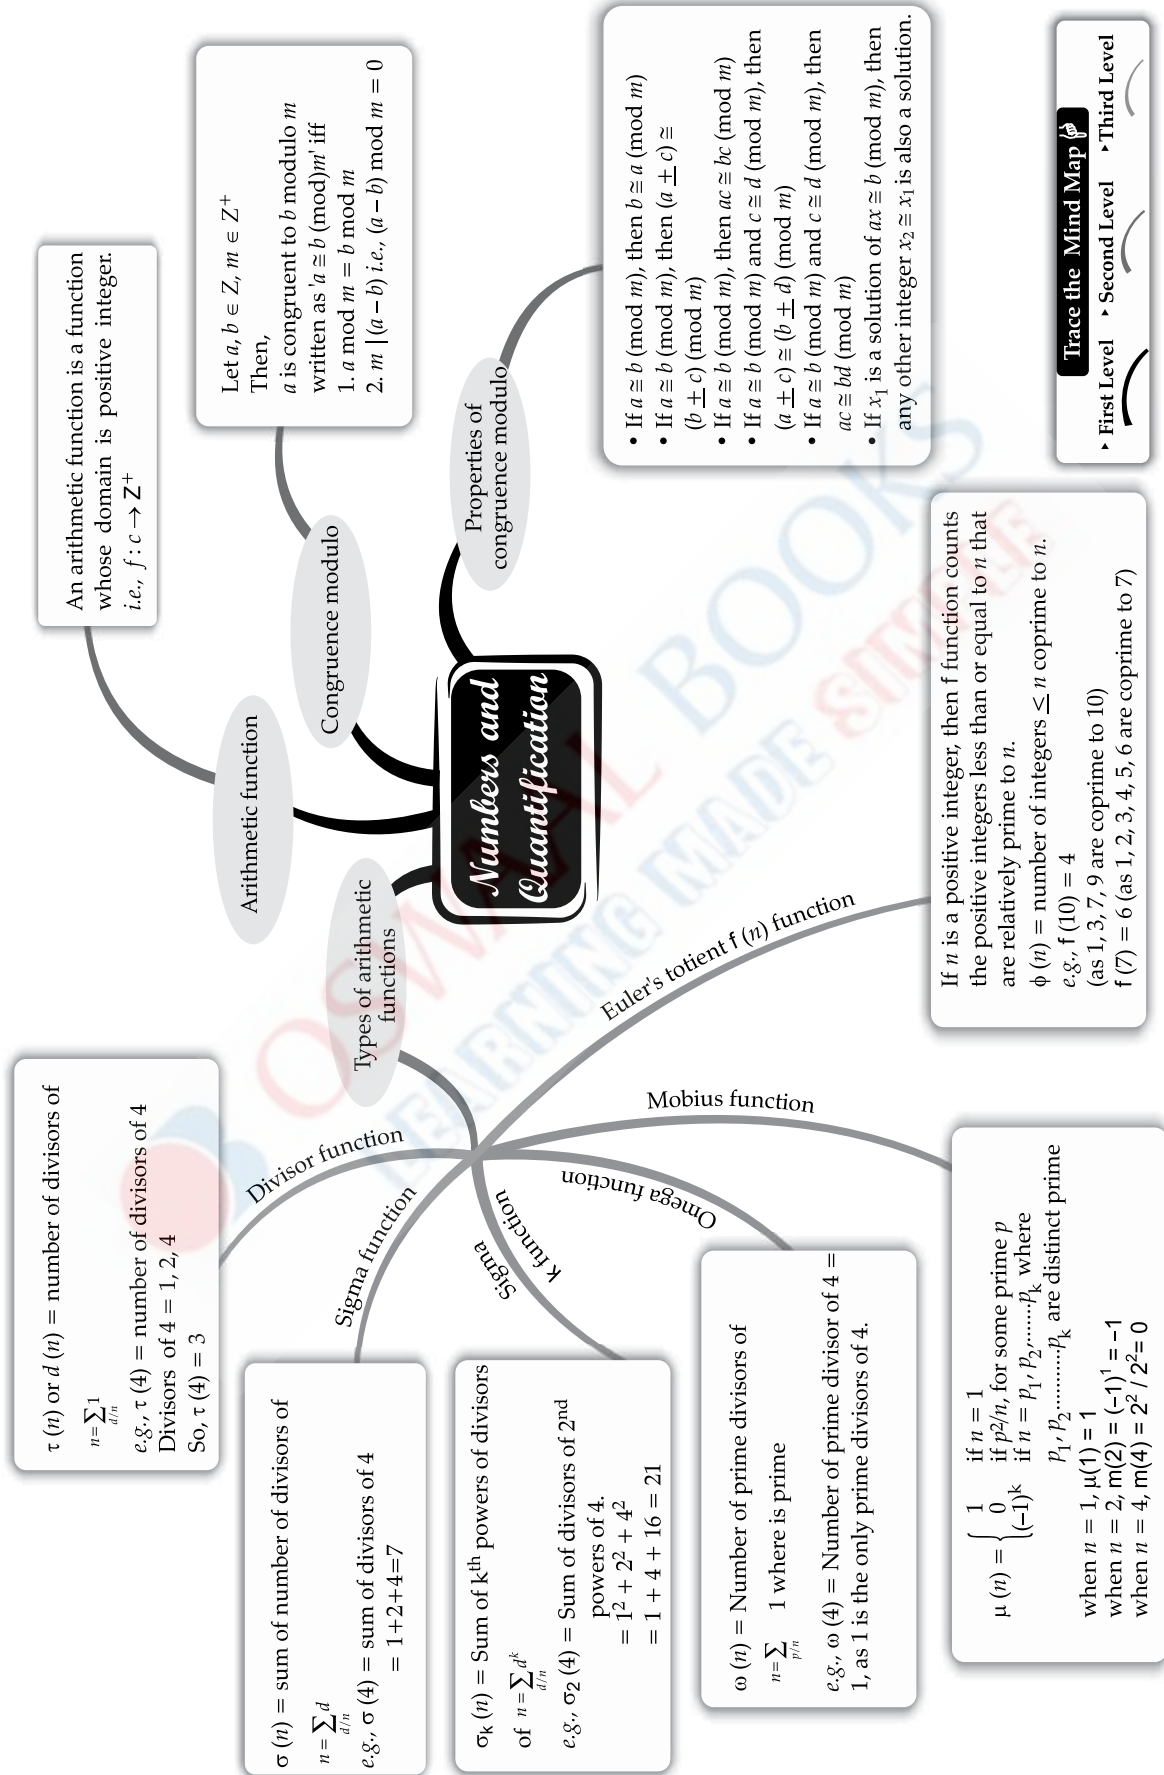 Numbers and
Quantification
Types of arithmetic
functions
Divisor function
τ (n) or d (n) = number of divisors of
n = ∑ 1
d/n
e.g., τ (4) = number of divisors of 4
Divisors of 4 = 1, 2, 4
So, τ (4) = 3
Sigma function
σ (n) = sum of number of divisors of
n = ∑ d
d/n
e.g., σ (4) = sum of divisors of 4
= 1+2+4=7
Sigma
k function
σk (n) = Sum of kth powers of divisors
of n = ∑ d^k
d/n
e.g., σ2 (4) = Sum of divisors of 2nd
powers of 4.
= 1² + 2² + 4²
= 1 + 4 + 16 = 21
Omega function
ω (n) = Number of prime divisors of
n = ∑ 1 where is prime
p/n
e.g., ω (4) = Number of prime divisor of 4 =
1, as 1 is the only prime divisors of 4.
Mobius function
μ (n) = { 1 if n = 1
0 if p²/n, for some prime p
(−1)^k if n = p1, p2,.......pk where
p1, p2............pk are distinct prime
when n = 1, μ(1) = 1
when n = 2, m(2) = (−1)¹ = −1
when n = 4, m(4) = 2² / 2²= 0
Euler's totient f (n) function
If n is a positive integer, then f function counts
the positive integers less than or equal to n that
are relatively prime to n.
ϕ (n) = number of integers ≤ n coprime to n.
e.g., f (10) = 4
(as 1, 3, 7, 9 are coprime to 10)
f (7) = 6 (as 1, 2, 3, 4, 5, 6 are coprime to 7)
Arithmetic function
An arithmetic function is a function
whose domain is positive integer.
i.e., f : c → Z⁺
Congruence modulo
Let a, b ∈ Z, m ∈ Z⁺
Then,
a is congruent to b modulo m
written as 'a ≅ b (mod)m' iff
1. a mod m = b mod m
2. m |(a − b) i.e., (a − b) mod m = 0
Properties of
congruence modulo
• If a ≅ b (mod m), then b ≅ a (mod m)
• If a ≅ b (mod m), then (a ± c) ≅
(b ± c) (mod m)
• If a ≅ b (mod m), then ac ≅ bc (mod m)
• If a ≅ b (mod m) and c ≅ d (mod m), then
(a ± c) ≅ (b ± d) (mod m)
• If a ≅ b (mod m) and c ≅ d (mod m), then
ac ≅ bd (mod m)
• If x1 is a solution of ax ≅ b (mod m), then
any other integer x2 ≅ x1 is also a solution.
Trace the Mind Map
▸ First Level ▸ Second Level ▸ Third Level
OSWAAL BOOKS
LEARNING MADE SIMPLE